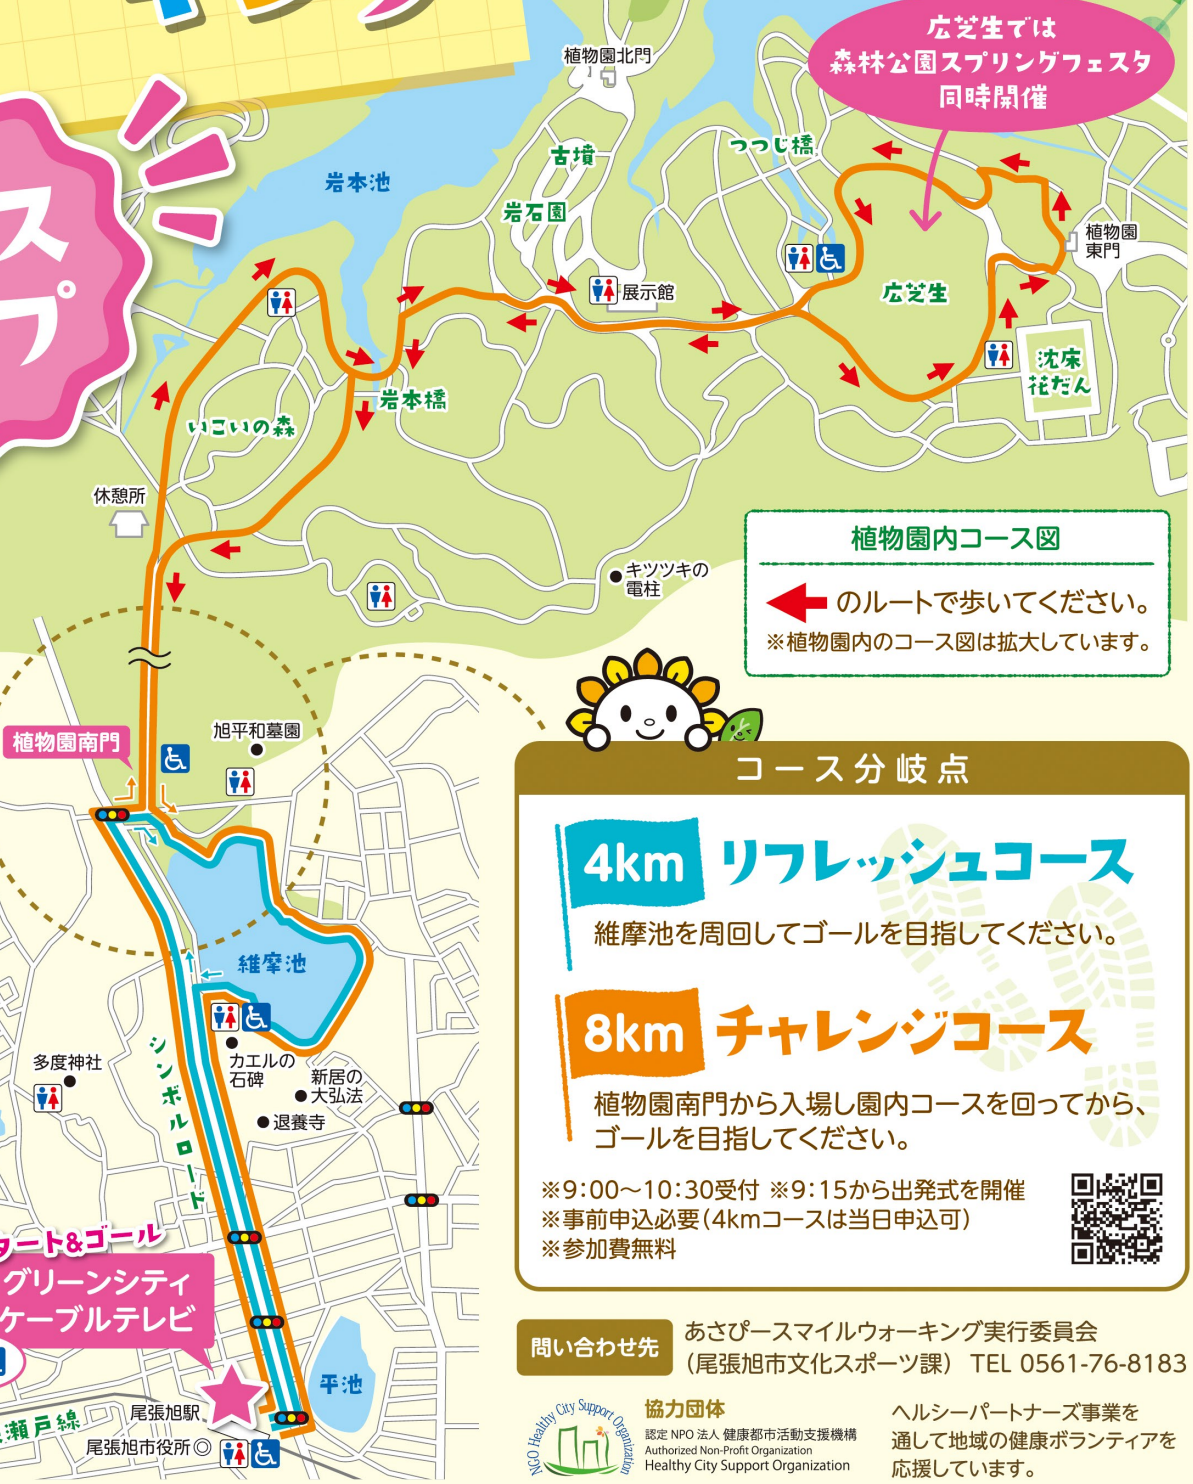 広芝生では
森林公園スプリングフェスタ
同時開催
植物園北門
古墳
つつじ橋
岩本池
岩石園
植物園
東門
展示館
広芝生
沈床
花だん
岩本橋
いこいの森
休憩所
キツツキの
電柱
植物園内コース図
のルートで歩いてください。
※植物園内のコース図は拡大しています。
植物園南門
旭平和墓園
維摩池
シンボルロード
カエルの
石碑
新居の
大弘法
多度神社
退養寺
タート&ゴール
グリーンシティ
ケーブルテレビ
平池
瀬戸線
尾張旭駅
尾張旭市役所◎
コース分岐点
4km リフレッシュコース
維摩池を周回してゴールを目指してください。
8km チャレンジコース
植物園南門から入場し園内コースを回ってから、
ゴールを目指してください。
※9:00～10:30受付 ※9:15から出発式を開催
※事前申込必要(4kmコースは当日申込可)
※参加費無料
問い合わせ先
あさぴースマイルウォーキング実行委員会
(尾張旭市文化スポーツ課) TEL 0561-76-8183
NGO Healthy City Support Organization
協力団体
認定 NPO 法人 健康都市活動支援機構
Authorized Non-Profit Organization
Healthy City Support Organization
ヘルシーパートナーズ事業を
通して地域の健康ボランティアを
応援しています。